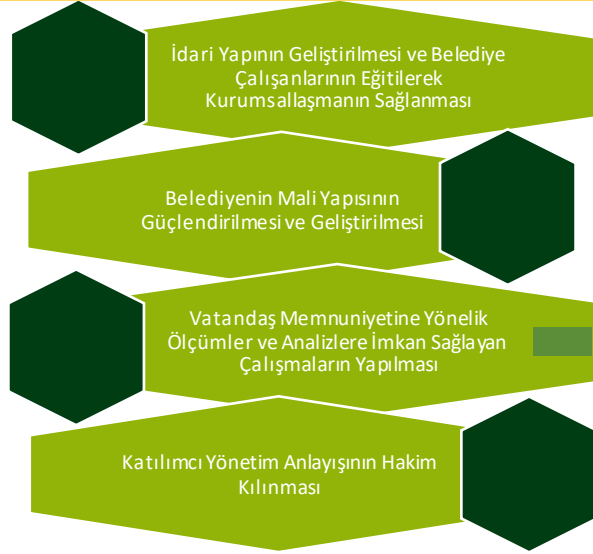 İdari Yapının Geliştirilmesi ve Belediye
Çalışanlarının Eğitilerek
Kurumsallaşmanın Sağlanması
Belediyenin Mali Yapısının
Güçlendirilmesi ve Geliştirilmesi
Vatandaş Memnuniyetine Yönelik
Ölçümler ve Analizlere İmkan Sağlayan
Çalışmaların Yapılması
Katılımcı Yönetim Anlayışının Hakim
Kılınması